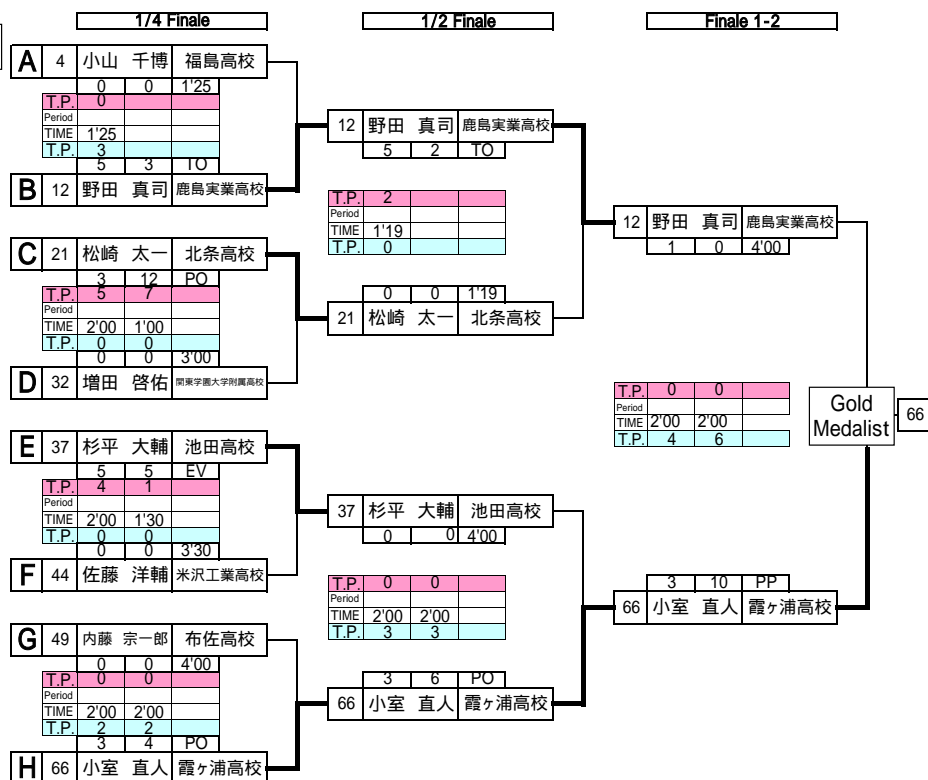 1/4 Finale 1/2 Finale Finale 1-2
A 4 小山 千博 福島高校
0 0 1'25
T.P. 0
Period
TIME 1'25
T.P. 3
5 3 TO
B 12 野田 真司 鹿島実業高校
12 野田 真司 鹿島実業高校
5 2 TO
T.P. 2
Period
TIME 1'19
T.P. 0
0 0 1'19
21 松崎 太一 北条高校
C 21 松崎 太一 北条高校
3 12 PO
T.P. 5 7
Period
TIME 2'00 1'00
T.P. 0 0
0 0 3'00
D 32 増田 啓佑 関東学園大学附属高校
12 野田 真司 鹿島実業高校
1 0 4'00
T.P. 0 0
Period
TIME 2'00 2'00
T.P. 4 6
3 10 PP
66 小室 直人 霞ヶ浦高校
Gold
Medalist 66
E 37 杉平 大輔 池田高校
5 5 EV
T.P. 4 1
Period
TIME 2'00 1'30
T.P. 0 0
0 0 3'30
F 44 佐藤 洋輔 米沢工業高校
37 杉平 大輔 池田高校
0 0 4'00
T.P. 0 0
Period
TIME 2'00 2'00
T.P. 3 3
3 6 PO
66 小室 直人 霞ヶ浦高校
G 49 内藤 宗一郎 布佐高校
0 0 4'00
T.P. 0 0
Period
TIME 2'00 2'00
T.P. 2 2
3 4 PO
H 66 小室 直人 霞ヶ浦高校